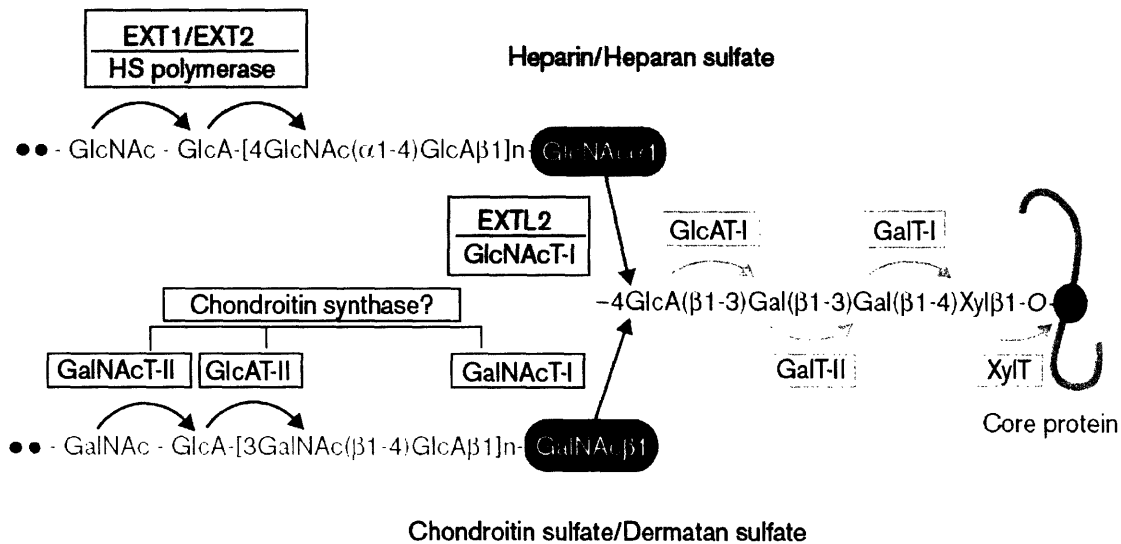 EXT1/EXT2
HS polymerase
Heparin/Heparan sulfate
●● - GlcNAc - GlcA-[4GlcNAc(α1-4)GlcAβ1]n- GlcNAcα1
EXTL2
GlcNAcT-I
GlcAT-I
GalT-I
-4GlcA(β1-3)Gal(β1-3)Gal(β1-4)Xylβ1-O-
Chondroitin synthase?
GalNAcT-II
GlcAT-II
GalNAcT-I
GalT-II
XylT
Core protein
●● - GalNAc - GlcA-[3GalNAc(β1-4)GlcAβ1]n- GalNAcβ1
Chondroitin sulfate/Dermatan sulfate